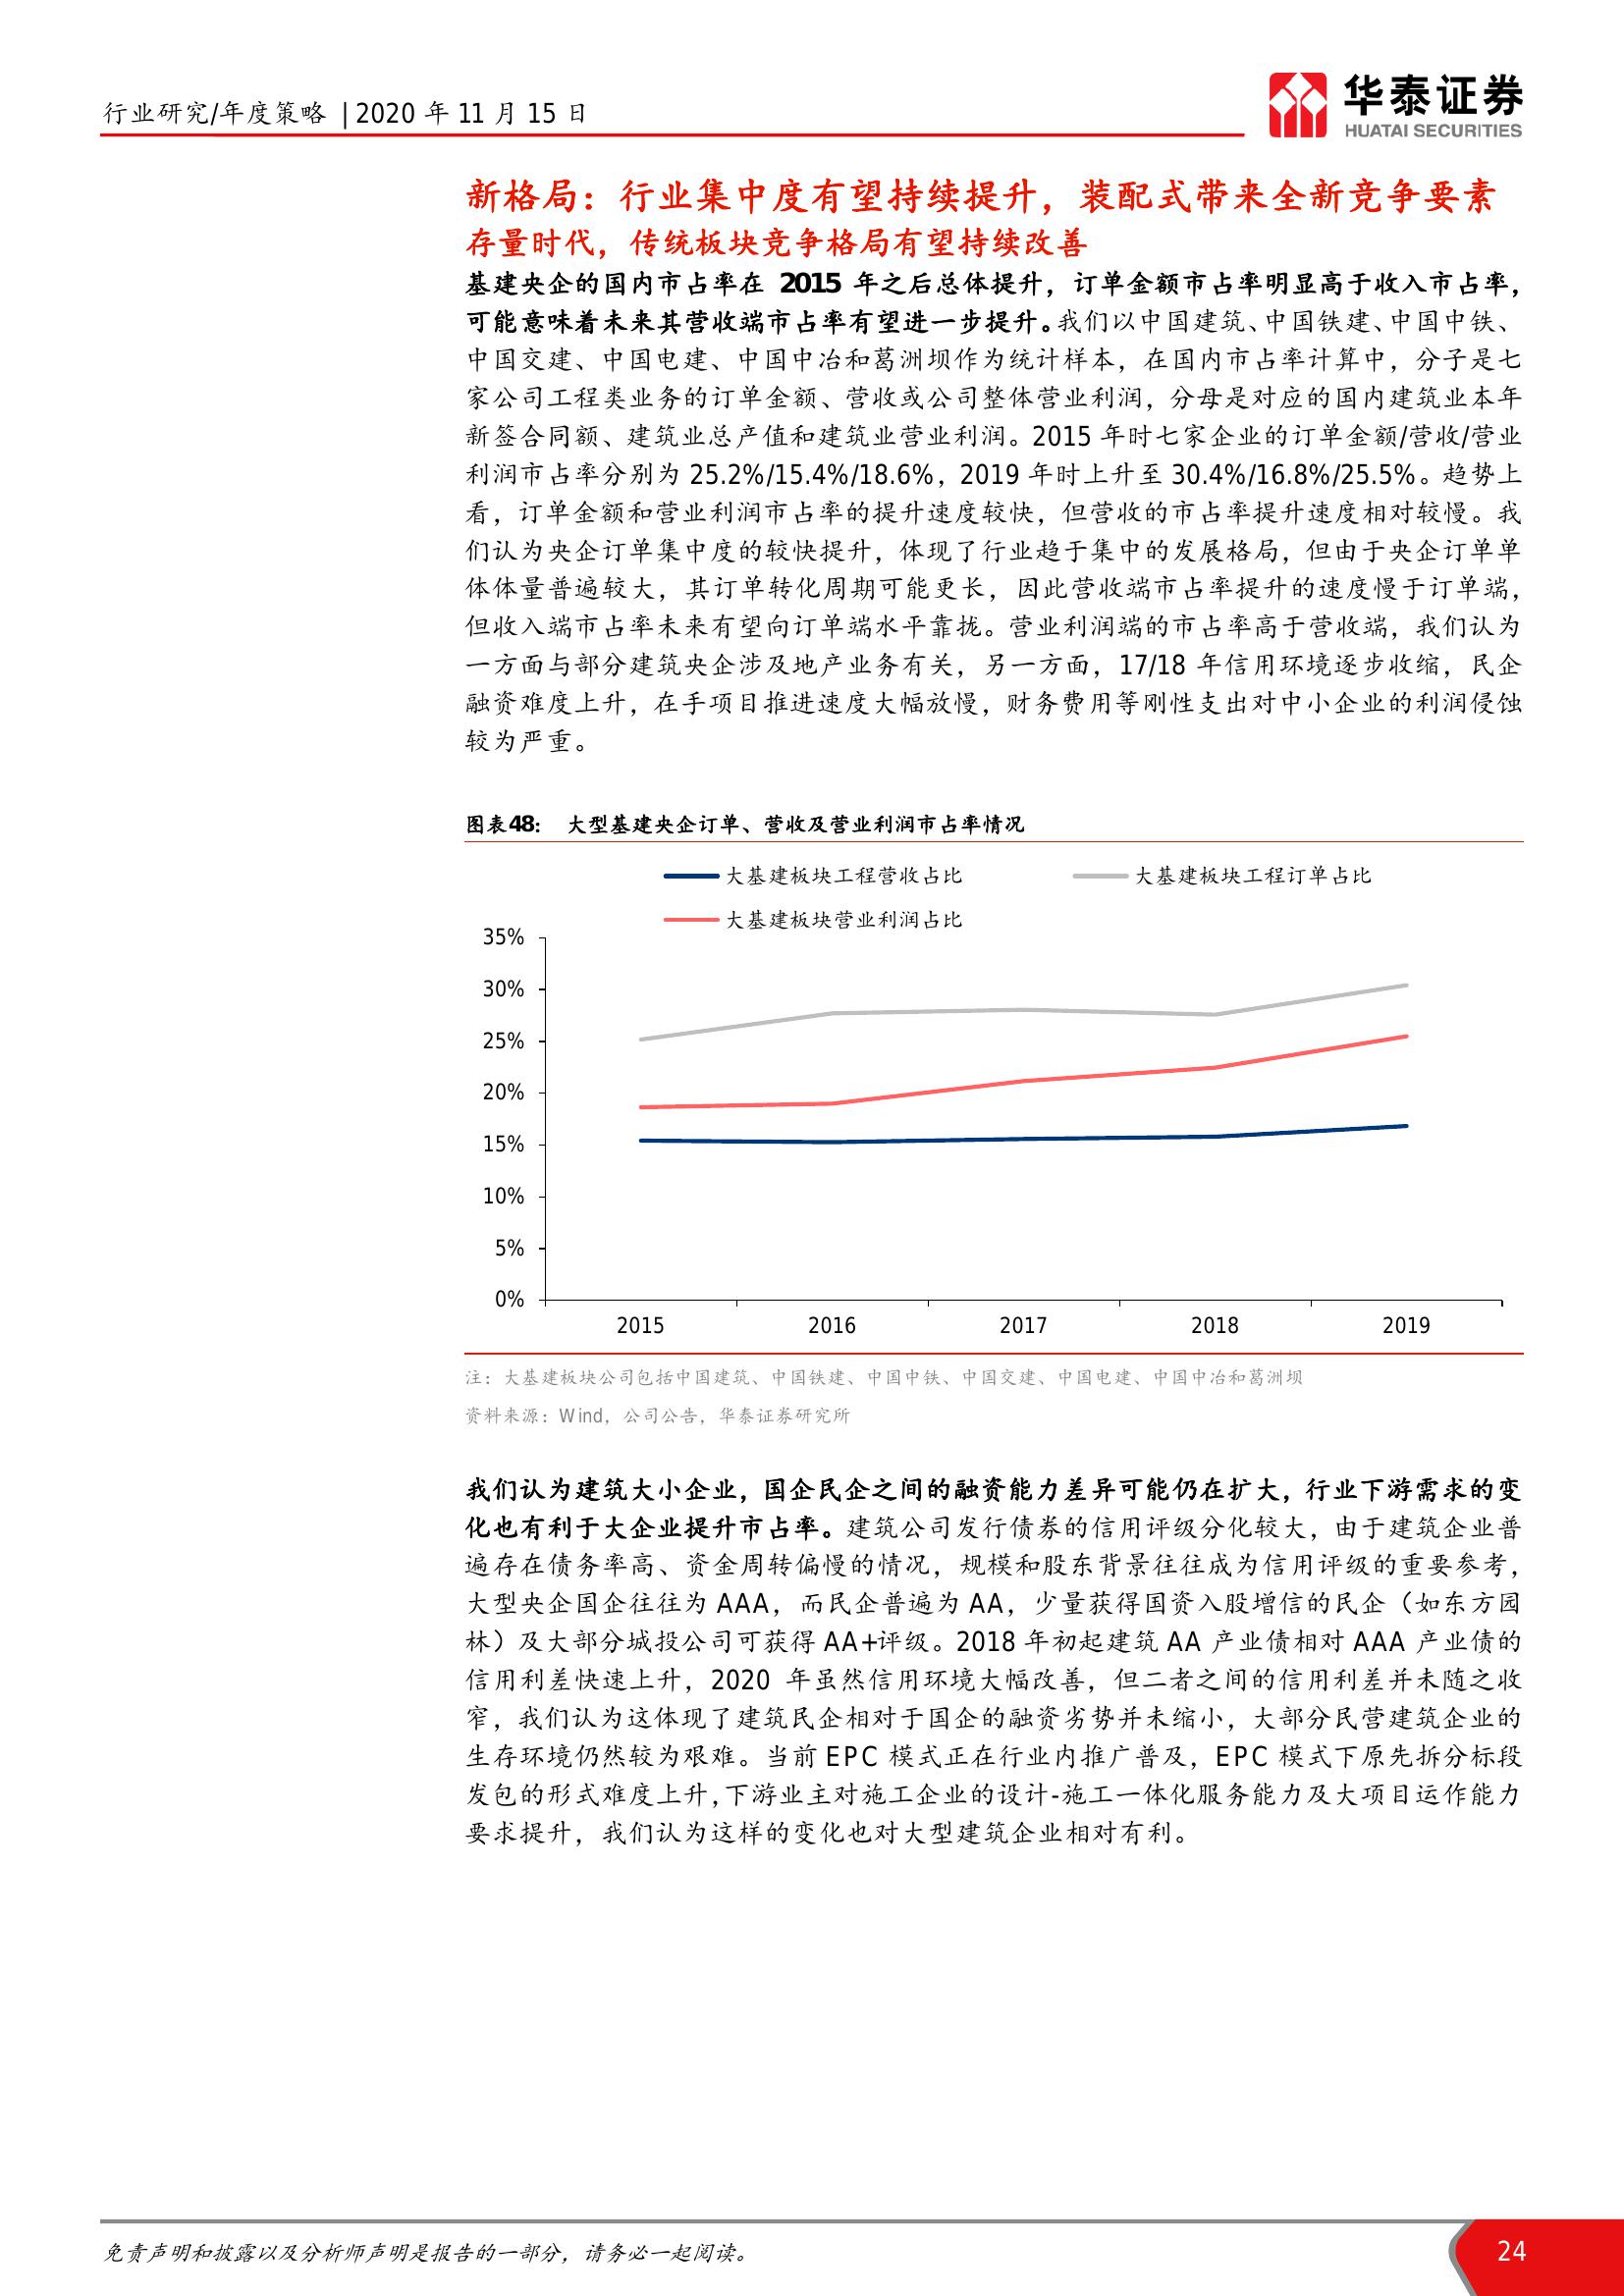 行业研究/年度策略 | 2020 年 11 月 15 日
华泰证券
HUATAI SECURITIES
新格局：行业集中度有望持续提升，装配式带来全新竞争要素
存量时代，传统板块竞争格局有望持续改善
基建央企的国内市占率在 2015 年之后总体提升，订单金额市占率明显高于收入市占率，
可能意味着未来其营收端市占率有望进一步提升。我们以中国建筑、中国铁建、中国中铁、
中国交建、中国电建、中国中冶和葛洲坝作为统计样本，在国内市占率计算中，分子是七
家公司工程类业务的订单金额、营收或公司整体营业利润，分母是对应的国内建筑业本年
新签合同额、建筑业总产值和建筑业营业利润。2015 年时七家企业的订单金额/营收/营业
利润市占率分别为 25.2%/15.4%/18.6%，2019 年时上升至 30.4%/16.8%/25.5%。趋势上
看，订单金额和营业利润市占率的提升速度较快，但营收的市占率提升速度相对较慢。我
们认为央企订单集中度的较快提升，体现了行业趋于集中的发展格局，但由于央企订单单
体体量普遍较大，其订单转化周期可能更长，因此营收端市占率提升的速度慢于订单端，
但收入端市占率未来有望向订单端水平靠拢。营业利润端的市占率高于营收端，我们认为
一方面与部分建筑央企涉及地产业务有关，另一方面，17/18 年信用环境逐步收缩，民企
融资难度上升，在手项目推进速度大幅放慢，财务费用等刚性支出对中小企业的利润侵蚀
较为严重。
图表48： 大型基建央企订单、营收及营业利润市占率情况
大基建板块工程营收占比 大基建板块工程订单占比
大基建板块营业利润占比
35%
30%
25%
20%
15%
10%
5%
0%
2015 2016 2017 2018 2019
注：大基建板块公司包括中国建筑、中国铁建、中国中铁、中国交建、中国电建、中国中冶和葛洲坝
资料来源：Wind，公司公告，华泰证券研究所
我们认为建筑大小企业，国企民企之间的融资能力差异可能仍在扩大，行业下游需求的变
化也有利于大企业提升市占率。建筑公司发行债券的信用评级分化较大，由于建筑企业普
遍存在债务率高、资金周转偏慢的情况，规模和股东背景往往成为信用评级的重要参考，
大型央企国企往往为 AAA，而民企普遍为 AA，少量获得国资入股增信的民企（如东方园
林）及大部分城投公司可获得 AA+评级。2018 年初起建筑 AA 产业债相对 AAA 产业债的
信用利差快速上升，2020 年虽然信用环境大幅改善，但二者之间的信用利差并未随之收
窄，我们认为这体现了建筑民企相对于国企的融资劣势并未缩小，大部分民营建筑企业的
生存环境仍然较为艰难。当前 EPC 模式正在行业内推广普及，EPC 模式下原先拆分标段
发包的形式难度上升，下游业主对施工企业的设计-施工一体化服务能力及大项目运作能力
要求提升，我们认为这样的变化也对大型建筑企业相对有利。
免责声明和披露以及分析师声明是报告的一部分，请务必一起阅读。
24